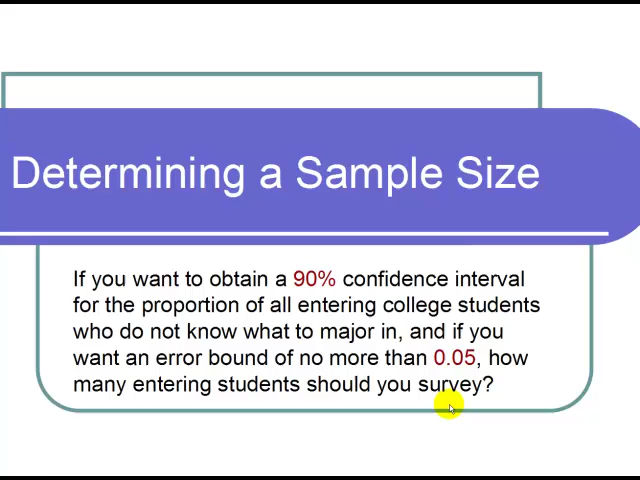 Determining a Sample Size
If you want to obtain a 90% confidence interval
for the proportion of all entering college students
who do not know what to major in, and if you
want an error bound of no more than 0.05, how
many entering students should you survey?